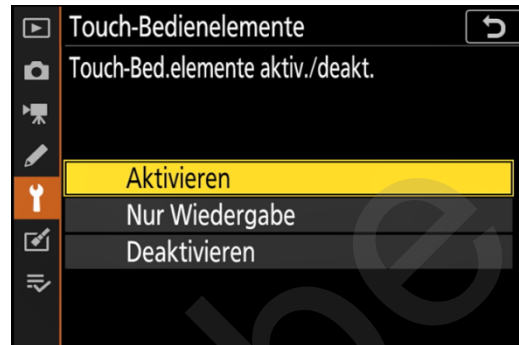 Touch-Bedienelemente
Touch-Bed.elemente aktiv./deakt.
Aktivieren
Nur Wiedergabe
Deaktivieren